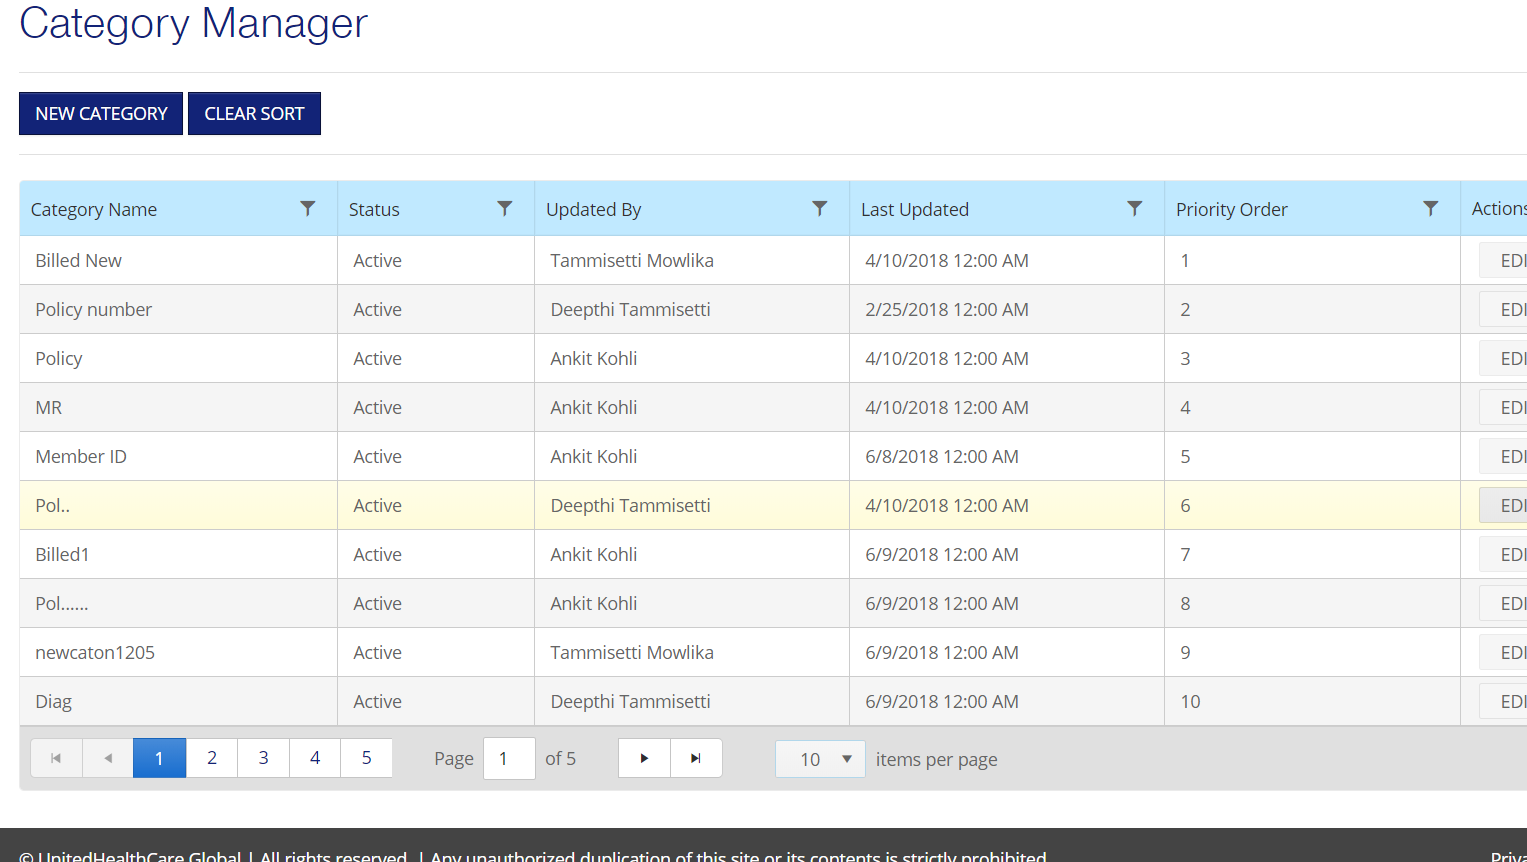 Category Manager
NEW CATEGORY CLEAR SORT
Category Name Status Updated By Last Updated Priority Order Actions
Billed New Active Tammisetti Mowlika 4/10/2018 12:00 AM 1 EDI
Policy number Active Deepthi Tammisetti 2/25/2018 12:00 AM 2 EDI
Policy Active Ankit Kohli 4/10/2018 12:00 AM 3 EDI
MR Active Ankit Kohli 4/10/2018 12:00 AM 4 EDI
Member ID Active Ankit Kohli 6/8/2018 12:00 AM 5 EDI
Pol.. Active Deepthi Tammisetti 4/10/2018 12:00 AM 6 EDI
Billed1 Active Ankit Kohli 6/9/2018 12:00 AM 7 EDI
Pol...... Active Ankit Kohli 6/9/2018 12:00 AM 8 EDI
newcaton1205 Active Tammisetti Mowlika 6/9/2018 12:00 AM 9 EDI
Diag Active Deepthi Tammisetti 6/9/2018 12:00 AM 10 EDI
1 2 3 4 5 Page 1 of 5 10 items per page
© UnitedHealthCare Global | All rights reserved. | Any unauthorized duplication of this site or its contents is strictly prohibited Priva